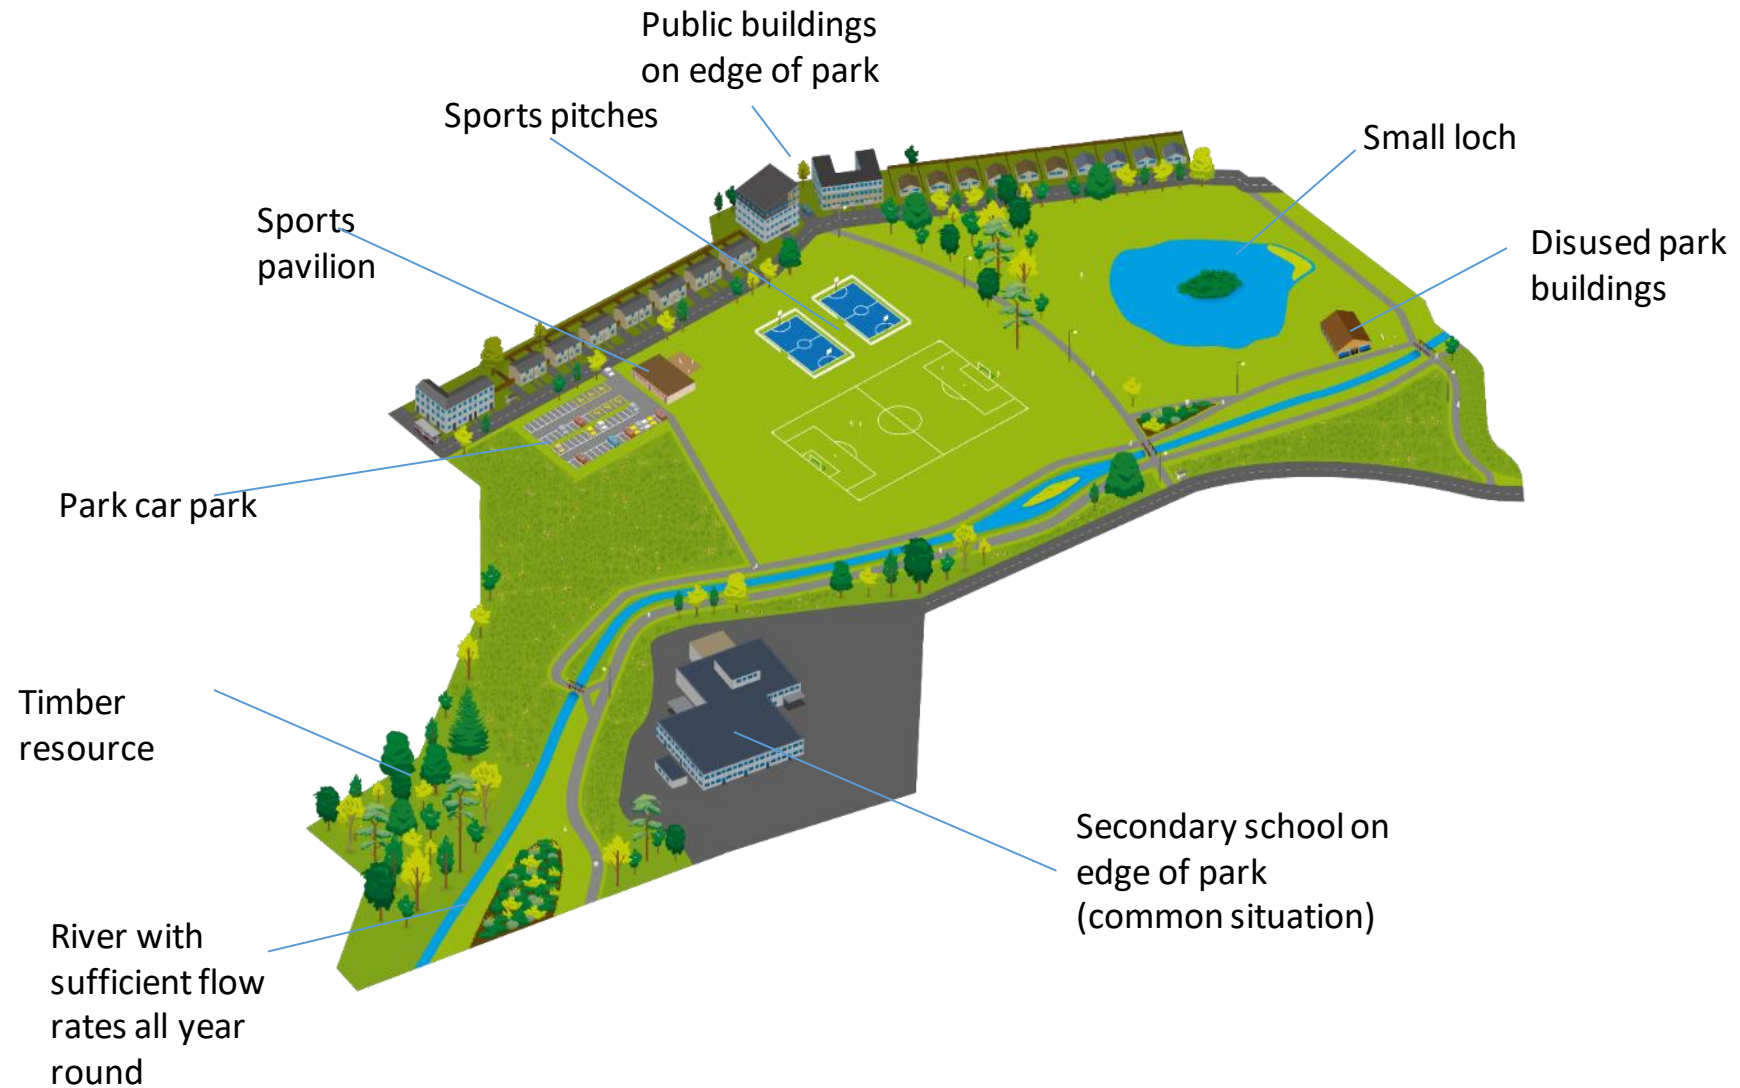 Public buildings
on edge of park
Sports pitches
Small loch
Sports
pavilion
Disused park
buildings
Park car park
Timber
resource
Secondary school on
edge of park
(common situation)
River with
sufficient flow
rates all year
round